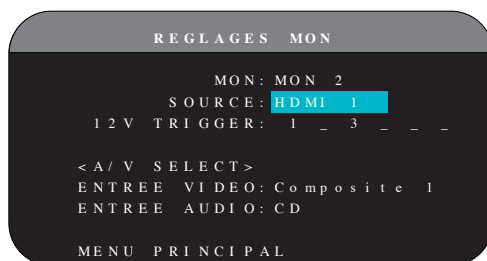 REGLAGES MON
MON: MON 2
SOURCE: HDMI 1
12V TRIGGER: 1 _ 3 _ _ _
<A/V SELECT>
ENTREE VIDEO: Composite 1
ENTREE AUDIO: CD
MENU PRINCIPAL